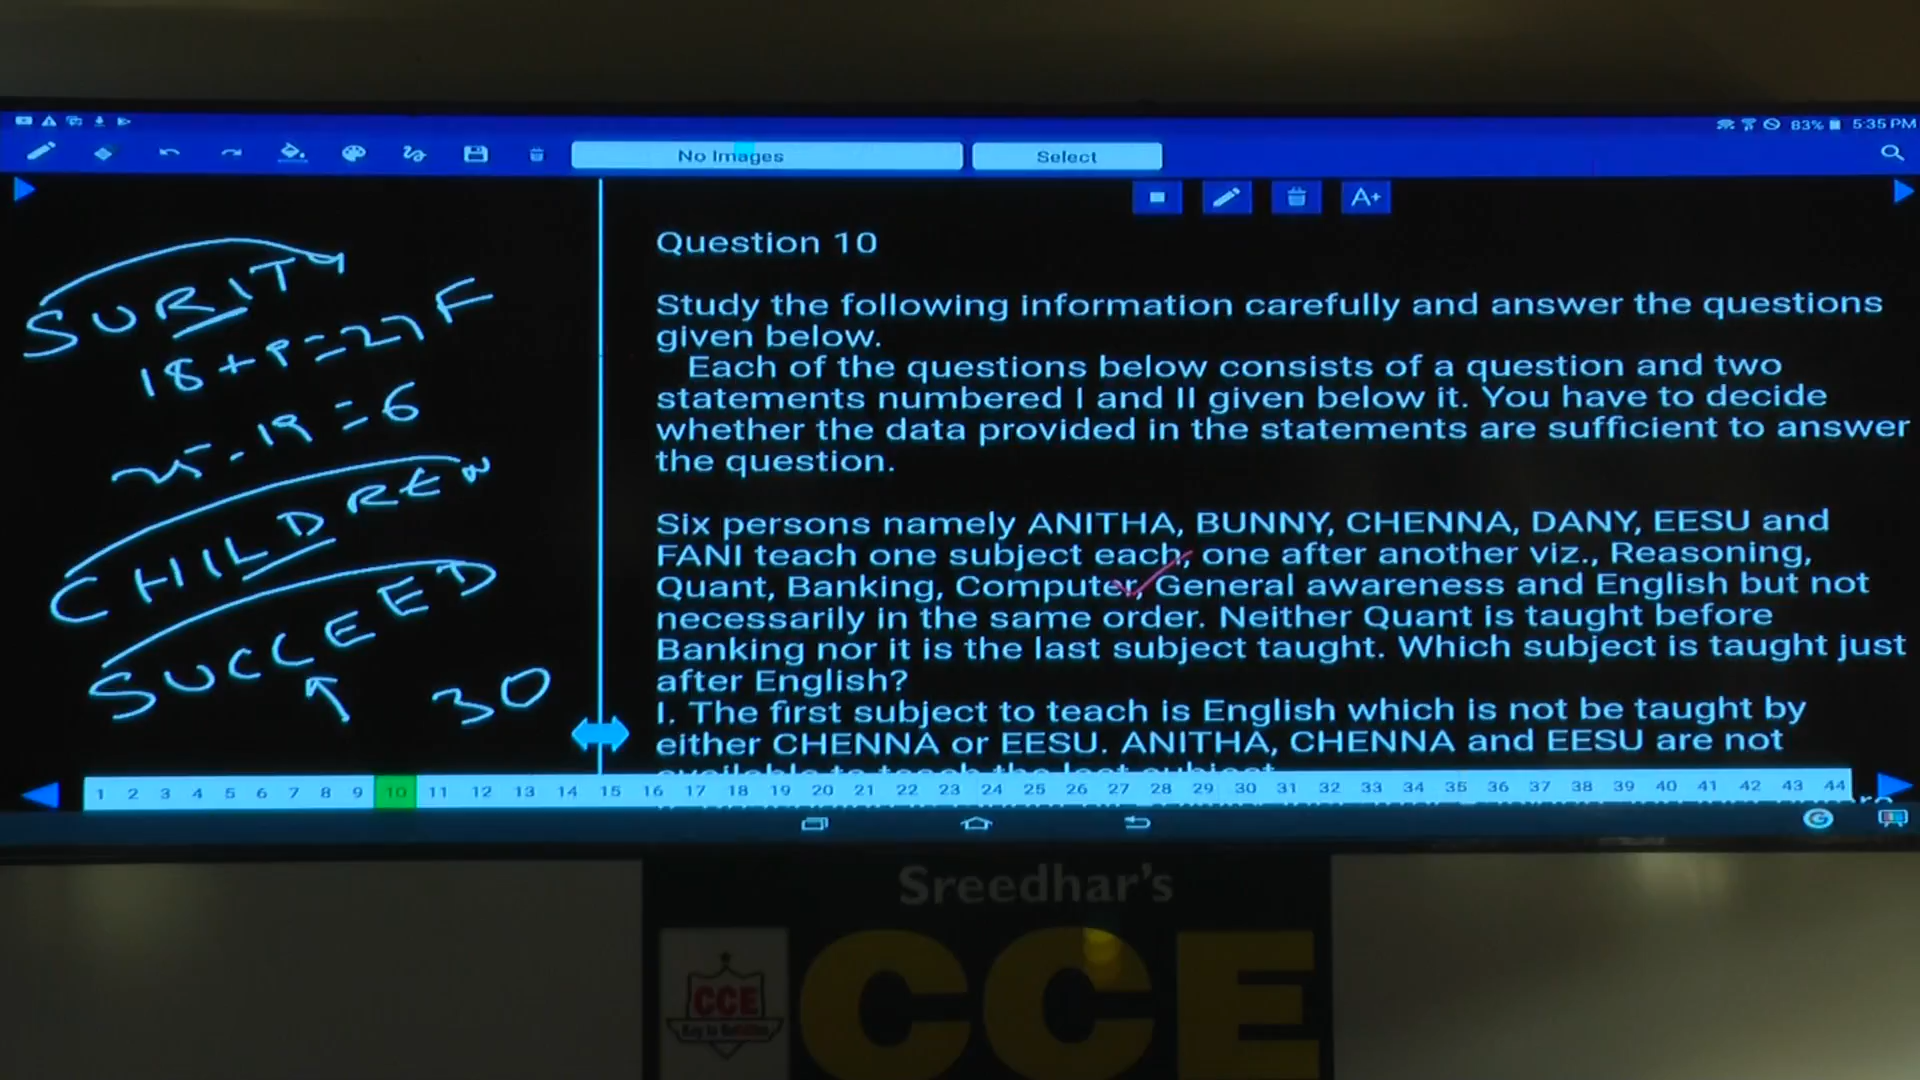 83% 5:35 PM
No Images
Select
A+
SURITY
18+9=27 F
25-19=6
CHILDREN
SUCCEED
30
Question 10
Study the following information carefully and answer the questions
given below.
Each of the questions below consists of a question and two
statements numbered I and II given below it. You have to decide
whether the data provided in the statements are sufficient to answer
the question.
Six persons namely ANITHA, BUNNY, CHENNA, DANY, EESU and
FANI teach one subject each, one after another viz., Reasoning,
Quant, Banking, Computer, General awareness and English but not
necessarily in the same order. Neither Quant is taught before
Banking nor it is the last subject taught. Which subject is taught just
after English?
I. The first subject to teach is English which is not be taught by
either CHENNA or EESU. ANITHA, CHENNA and EESU are not
available to teach the last subject
1 2 3 4 5 6 7 8 9 10 11 12 13 14 15 16 17 18 19 20 21 22 23 24 25 26 27 28 29 30 31 32 33 34 35 36 37 38 39 40 41 42 43 44
Sreedhar's
CCE
CCE